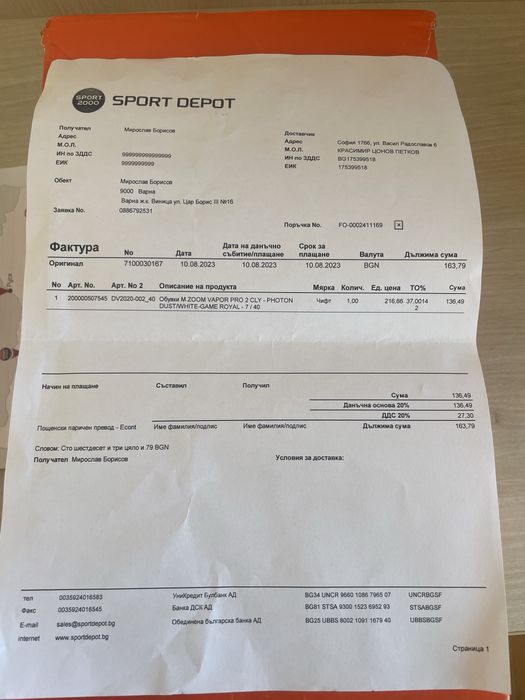 SPORT 2000 SPORT DEPOT
Получател Мирослав Борисов
Адрес
М.О.Л.
ИН по ЗДДС 999999999999999
ЕИК 9999999999
Доставчик
Адрес София 1766, ул. Васил Радославов 6
М.О.Л. КРАСИМИР ЦОНОВ ПЕТКОВ
ИН по ЗДДС BG175399518
ЕИК 175399518
Обект Мирослав Борисов
9000 Варна
Варна ж.к. Виница ул. Цар Борис III №16
Заявка No. 0886792531
Поръчка No. FO-0002411169
Фактура No Дата Дата на данъчно събитие/плащане Срок за плащане Валута Дължима сума
Оригинал 7100030167 10.08.2023 10.08.2023 10.08.2023 BGN 163,79
No Арт. No. Арт. No 2 Описание на продукта Мярка Колич. Ед. цена ТО% Сума
1 200000507545 DV2020-002_40 Обувки M ZOOM VAPOR PRO 2 CLY - PHOTON Чифт 1,00 216,66 37,0014 136,49
DUST/WHITE-GAME ROYAL - 7 / 40 2
Начин на плащане Съставил Получил
Сума 136,49
Данъчна основа 20% 136,49
ДДС 20% 27,30
Пощенски паричен превод – Econt Име фамилия/подпис Име фамилия/подпис Дължима сума 163,79
Словом: Сто шестдесет и три цяло и 79 BGN
Получател Мирослав Борисов Условия за доставка:
тел 0035924016583 УниКредит Булбанк АД BG34 UNCR 9660 1086 7965 07 UNCRBGSF
Факс 0035924016545 Банка ДСК АД BG81 STSA 9300 1523 6952 93 STSABGSF
E-mail sales@sportdepot.bg Обединена българска банка АД BG25 UBBS 8002 1091 1679 40 UBBSBGSF
internet www.sportdepot.bg
Страница 1